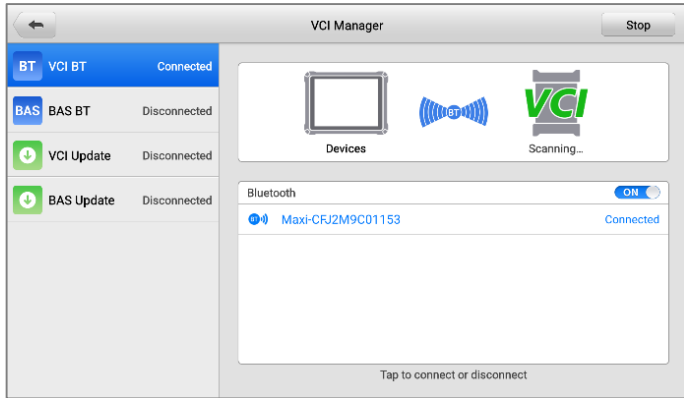 VCI Manager
Stop
BT VCI BT Connected
BAS BAS BT Disconnected
VCI Update Disconnected
BAS Update Disconnected
BT
VCI
Devices
Scanning...
Bluetooth ON
BT Maxi-CFJ2M9C01153 Connected
Tap to connect or disconnect